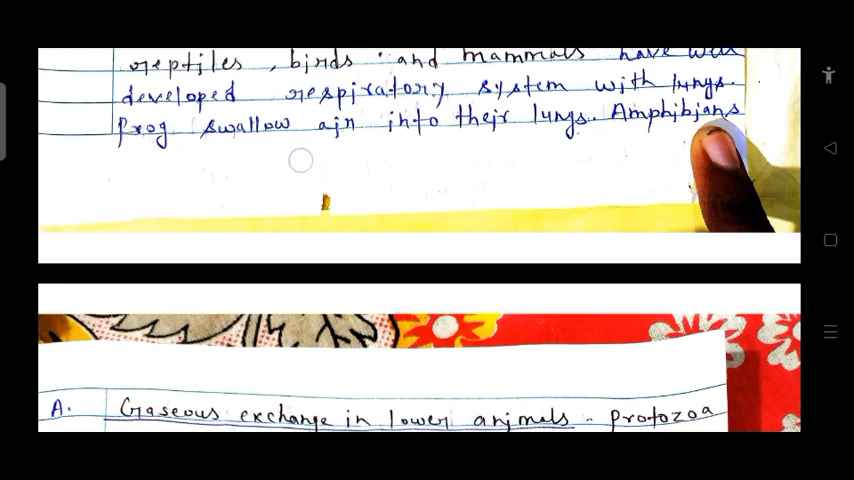 reptiles, birds and mammals have well
developed respiratory system with lungs.
Frog swallow air into their lungs. Amphibians
A. Gaseous exchange in lower animals - Protozoa